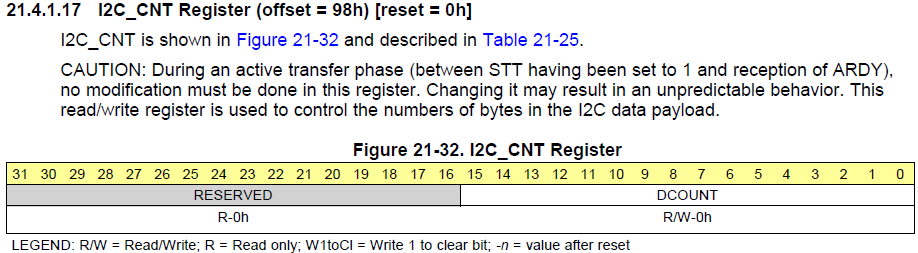 21.4.1.17 I2C_CNT Register (offset = 98h) [reset = 0h]
I2C_CNT is shown in Figure 21-32 and described in Table 21-25.
CAUTION: During an active transfer phase (between STT having been set to 1 and reception of ARDY),
no modification must be done in this register. Changing it may result in an unpredictable behavior. This
read/write register is used to control the numbers of bytes in the I2C data payload.
Figure 21-32. I2C_CNT Register
31 30 29 28 27 26 25 24 23 22 21 20 19 18 17 16 15 14 13 12 11 10 9 8 7 6 5 4 3 2 1 0
RESERVED DCOUNT
R-0h R/W-0h
LEGEND: R/W = Read/Write; R = Read only; W1toCl = Write 1 to clear bit; -n = value after reset